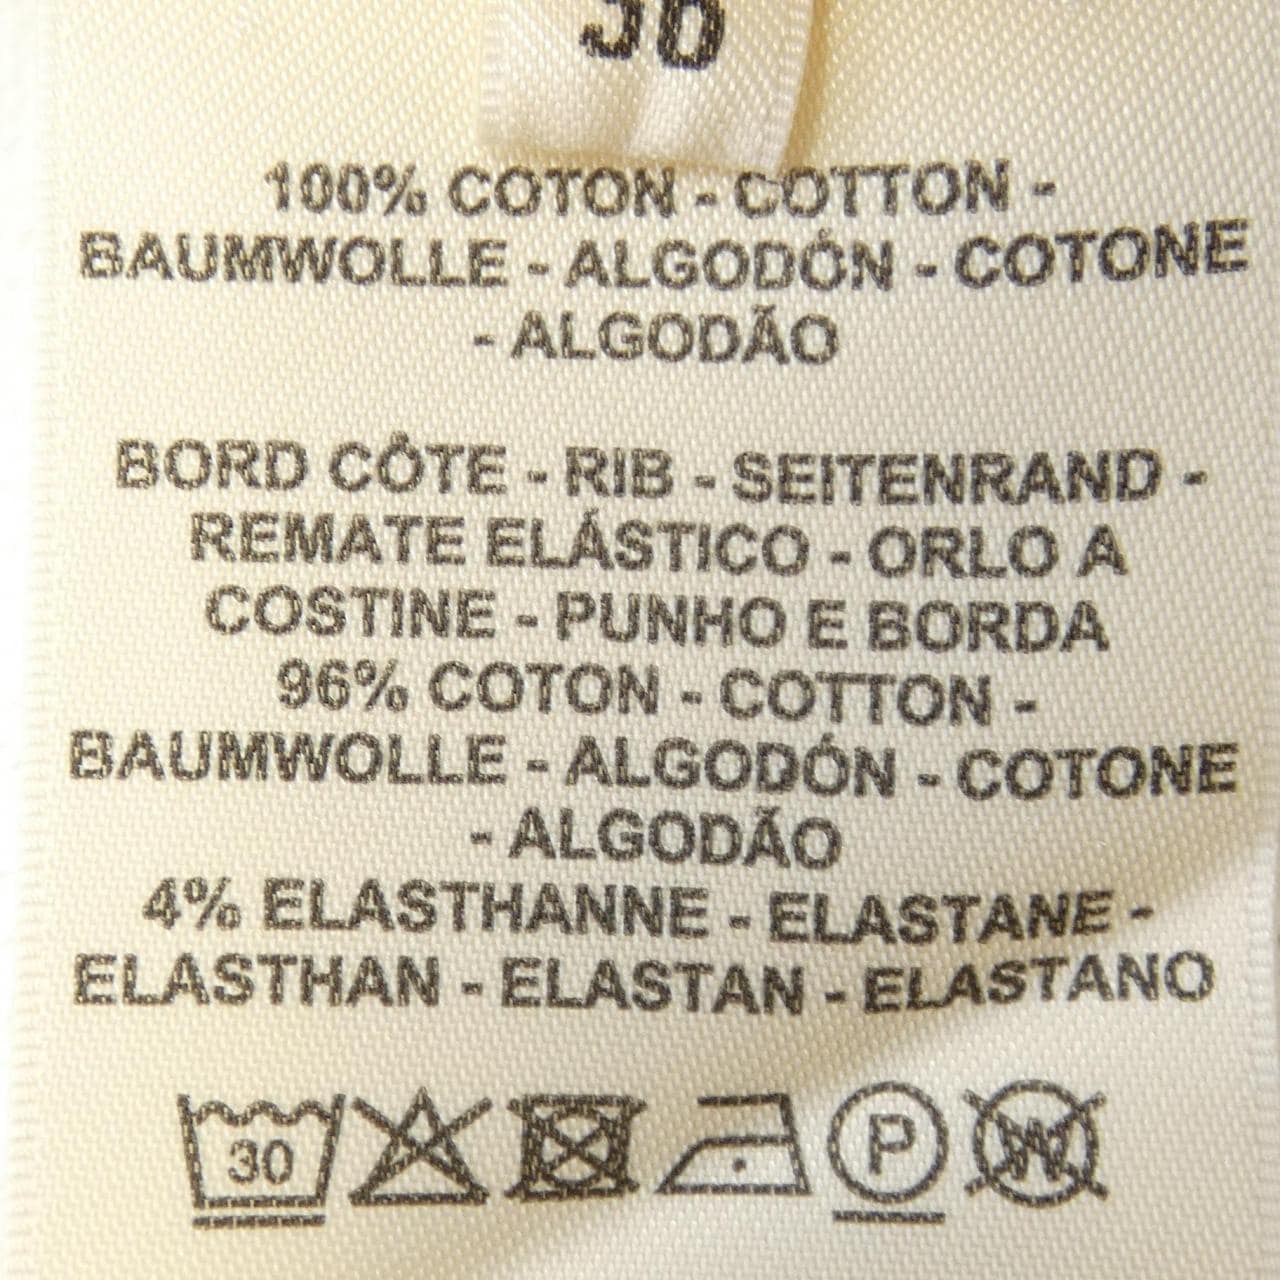 100% COTON - COTTON -
BAUMWOLLE - ALGODÓN - COTONE
- ALGODÃO
BORD CÔTE - RIB - SEITENRAND -
REMATE ELÁSTICO - ORLO A
COSTINE - PUNHO E BORDA
96% COTON - COTTON -
BAUMWOLLE - ALGODÓN - COTONE
- ALGODÃO
4% ELASTHANNE - ELASTANE -
ELASTHAN - ELASTAN - ELASTANO
30 P W